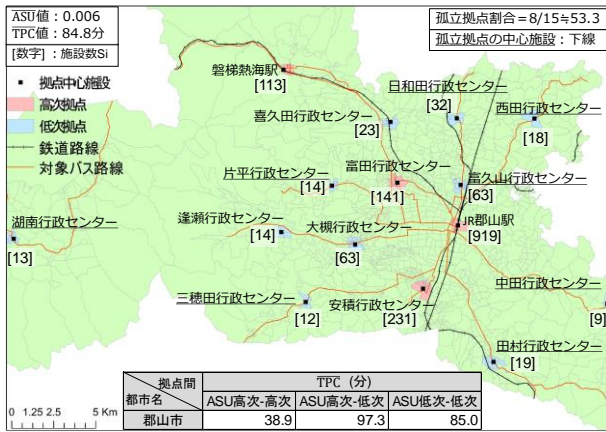 ASU値：0.006
TPC値：84.8分
[数字]：施設数Si
孤立拠点割合=8/15≒53.3
孤立拠点の中心施設：下線
拠点中心施設
高次拠点
低次拠点
鉄道路線
対象バス路線
磐梯熱海駅
[113]
日和田行政センター
[32]
西田行政センター
[18]
喜久田行政センター
[23]
片平行政センター
[14]
富田行政センター
[141]
富久山行政センター
[63]
湖南行政センター
[13]
逢瀬行政センター
[14]
大槻行政センター
[63]
JR郡山駅
[919]
三穂田行政センター
[12]
安積行政センター
[231]
中田行政センター
[9]
田村行政センター
[19]
0 1.25 2.5 5 Km
拠点間 TPC（分）
都市名 ASU高次-高次 ASU高次-低次 ASU低次-低次
郡山市 38.9 97.3 85.0